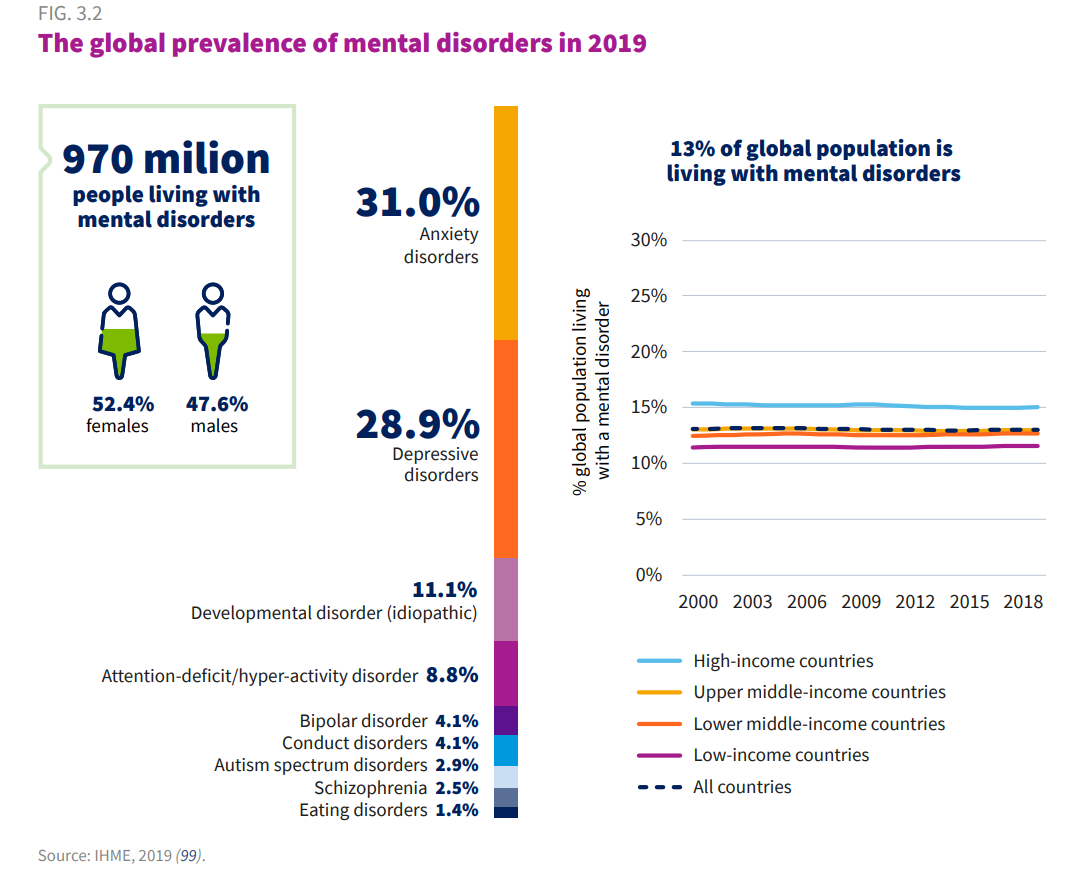 FIG. 3.2
The global prevalence of mental disorders in 2019
970 milion
people living with
mental disorders
52.4%
females
47.6%
males
31.0%
Anxiety
disorders
28.9%
Depressive
disorders
11.1%
Developmental disorder (idiopathic)
Attention-deficit/hyper-activity disorder 8.8%
Bipolar disorder 4.1%
Conduct disorders 4.1%
Autism spectrum disorders 2.9%
Schizophrenia 2.5%
Eating disorders 1.4%
13% of global population is
living with mental disorders
% global population living
with a mental disorder
30%
25%
20%
15%
10%
5%
0%
2000 2003 2006 2009 2012 2015 2018
High-income countries
Upper middle-income countries
Lower middle-income countries
Low-income countries
All countries
Source: IHME, 2019 (99).